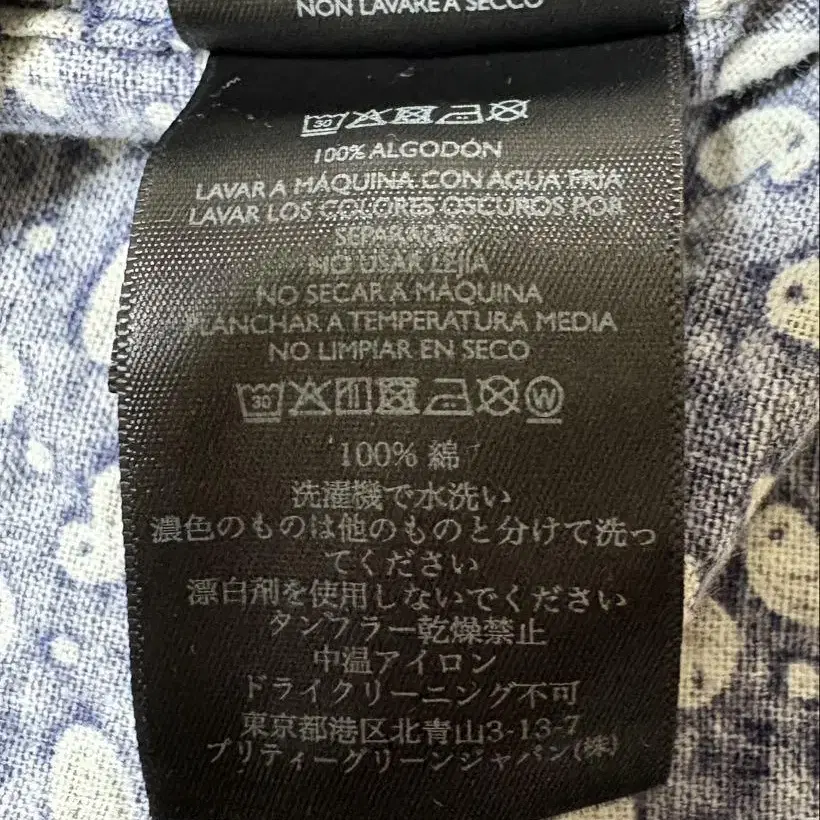 NON LAVARE A SECCO
30
100% ALGODÓN
LAVAR A MÁQUINA CON AGUA FRÍA
LAVAR LOS COLORES OSCUROS POR
SEPARADO
NO USAR LEJÍA
NO SECAR A MÁQUINA
PLANCHAR A TEMPERATURA MEDIA
NO LIMPIAR EN SECO
30 W
100% 綿
洗濯機で水洗い
濃色のものは他のものと分けて洗っ
てください
漂白剤を使用しないでください
タンブラー乾燥禁止
中温アイロン
ドライクリーニング不可
東京都港区北青山3-13-7
プリティーグリーンジャパン(株)